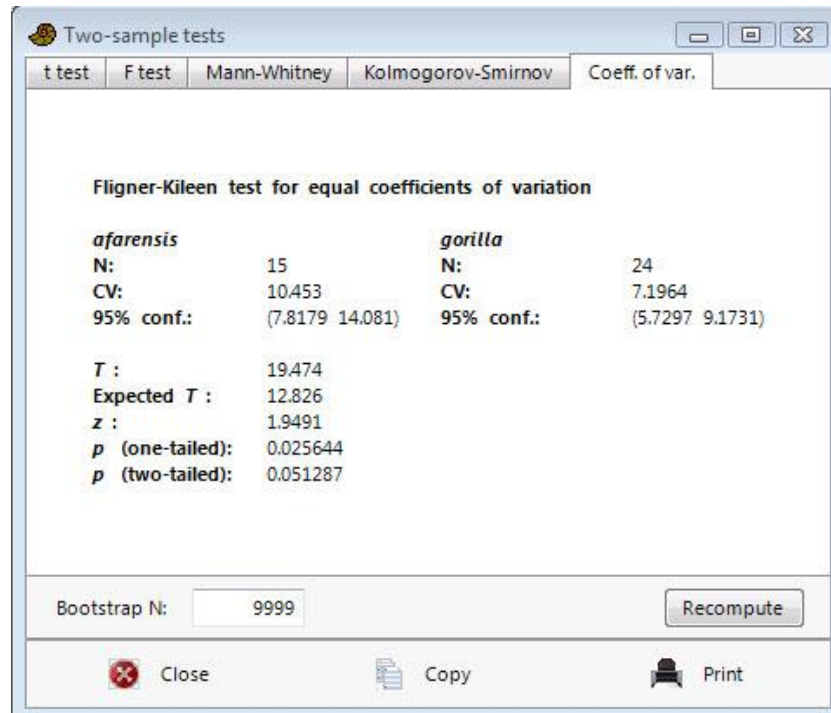 Two-sample tests
t test F test Mann-Whitney Kolmogorov-Smirnov Coeff. of var.
Fligner-Kileen test for equal coefficients of variation
afarensis gorilla
N: 15 N: 24
CV: 10.453 CV: 7.1964
95% conf.: (7.8179 14.081) 95% conf.: (5.7297 9.1731)
T : 19.474
Expected T : 12.826
z : 1.9491
p (one-tailed): 0.025644
p (two-tailed): 0.051287
Bootstrap N: 9999 Recompute
Close Copy Print